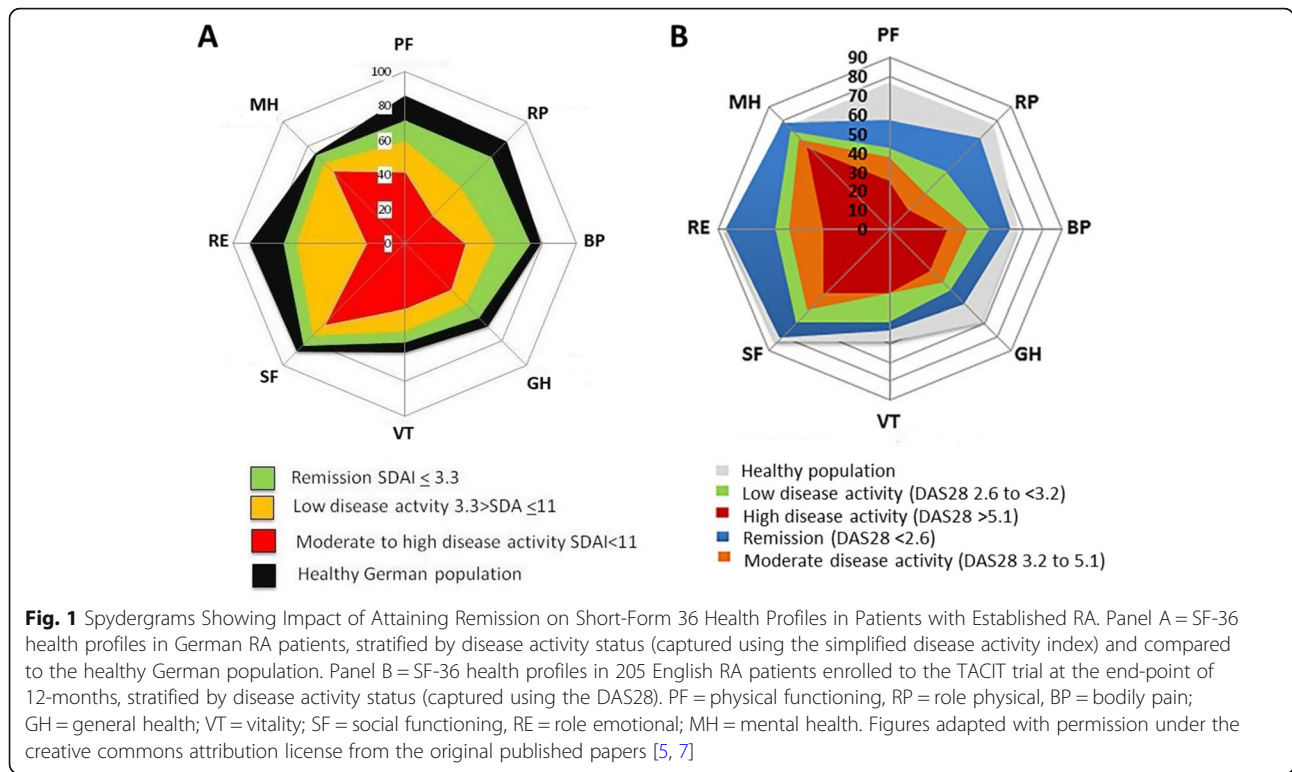 A
PF
100
80
60
40
20
0
MH
RP
RE
BP
SF
GH
VT
Remission SDAI ≤ 3.3
Low disease actvity 3.3>SDA ≤11
Moderate to high disease activity SDAI<11
Healthy German population
B
PF
90
80
70
60
50
40
30
20
10
0
MH
RP
RE
BP
SF
GH
VT
Healthy population
Low disease activity (DAS28 2.6 to <3.2)
High disease activity (DAS28 >5.1)
Remission (DAS28 <2.6)
Moderate disease activity (DAS28 3.2 to 5.1)
Fig. 1 Spydergrams Showing Impact of Attaining Remission on Short-Form 36 Health Profiles in Patients with Established RA. Panel A = SF-36
health profiles in German RA patients, stratified by disease activity status (captured using the simplified disease activity index) and compared
to the healthy German population. Panel B = SF-36 health profiles in 205 English RA patients enrolled to the TACIT trial at the end-point of
12-months, stratified by disease activity status (captured using the DAS28). PF = physical functioning, RP = role physical, BP = bodily pain;
GH = general health; VT = vitality; SF = social functioning, RE = role emotional; MH = mental health. Figures adapted with permission under the
creative commons attribution license from the original published papers [5, 7]